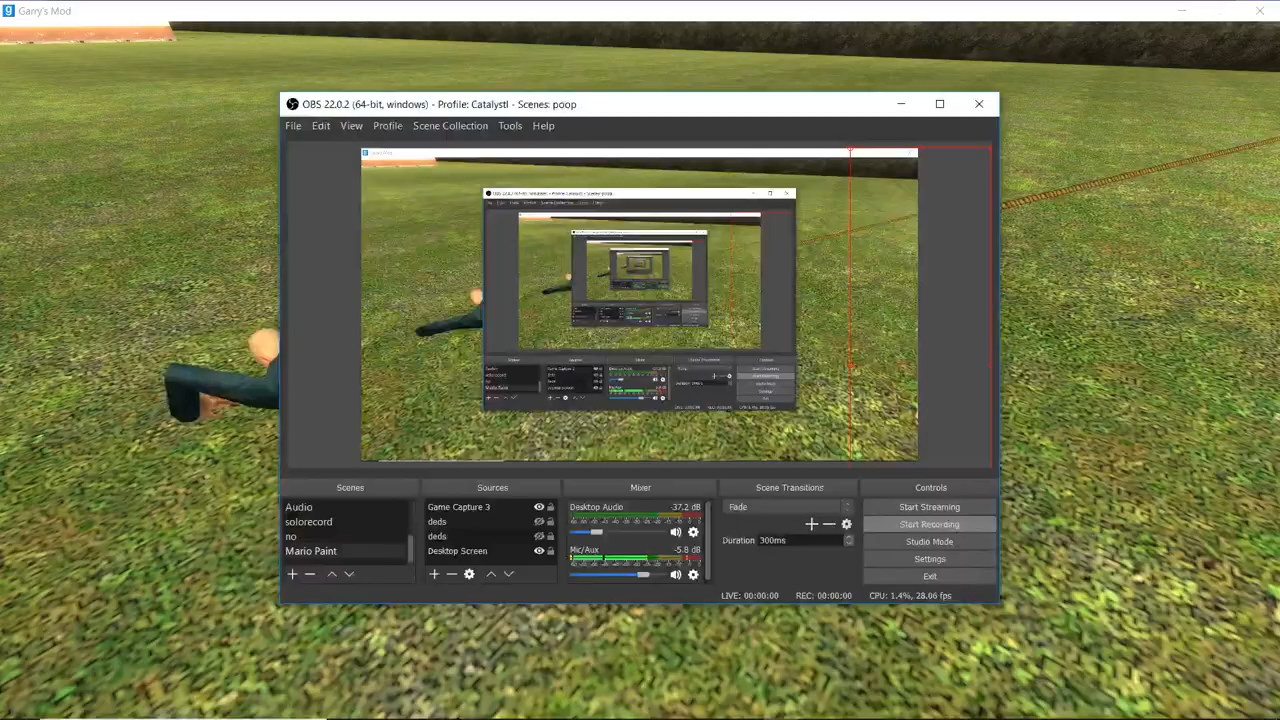 Garry's Mod
OBS 22.0.2 (64-bit, windows) - Profile: Catalystl - Scenes: poop
File Edit View Profile Scene Collection Tools Help
Scenes Sources Mixer Scene Transitions Controls
Audio
solorecord
no
Mario Paint
Game Capture 3
deds
deds
Desktop Screen
Desktop Audio -37.2 dB
Mic/Aux -5.8 dB
Fade
Duration 300ms
Start Streaming
Start Recording
Studio Mode
Settings
Exit
LIVE: 00:00:00 REC: 00:00:00 CPU: 1.4%, 28.06 fps